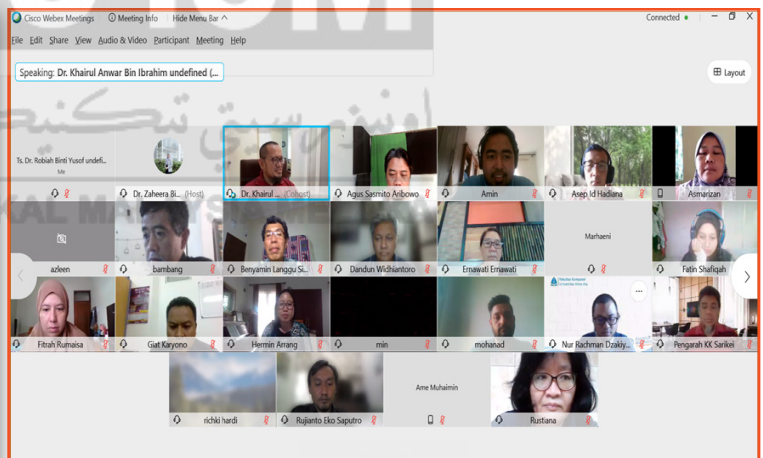 Cisco Webex Meetings Meeting Info Hide Menu Bar Connected
File Edit Share View Audio & Video Participant Meeting Help
Speaking: Dr. Khairul Anwar Bin Ibrahim undefined (...
Layout
اونيۏرسيتي تيكنيك
Ts. Dr. Robiah Binti Yusof undefi...
Me
Dr. Zaheera Bi... (Host)
Dr. Khairul ... (Cohost)
Agus Sasmito Aribowo
Amin
Asep Id Hadiana
Asmarizan
azleen
bambang
Benyamin Langgu Si...
Dandun Widhiantoro
Ernawati Ernawati
Marhaeni
Fatin Shafiqah
Fitrah Rumaisa
Giat Karyono
Hermin Arrang
min
mohanad
Nur Rachman Dzakiy...
Pengarah KK Sarikei
richki hardi
Rujianto Eko Saputro
Ame Muhaimin
Rustiana